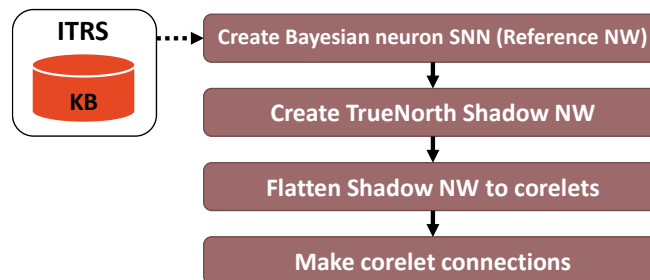 ITRS
KB
Create Bayesian neuron SNN (Reference NW)
Create TrueNorth Shadow NW
Flatten Shadow NW to corelets
Make corelet connections